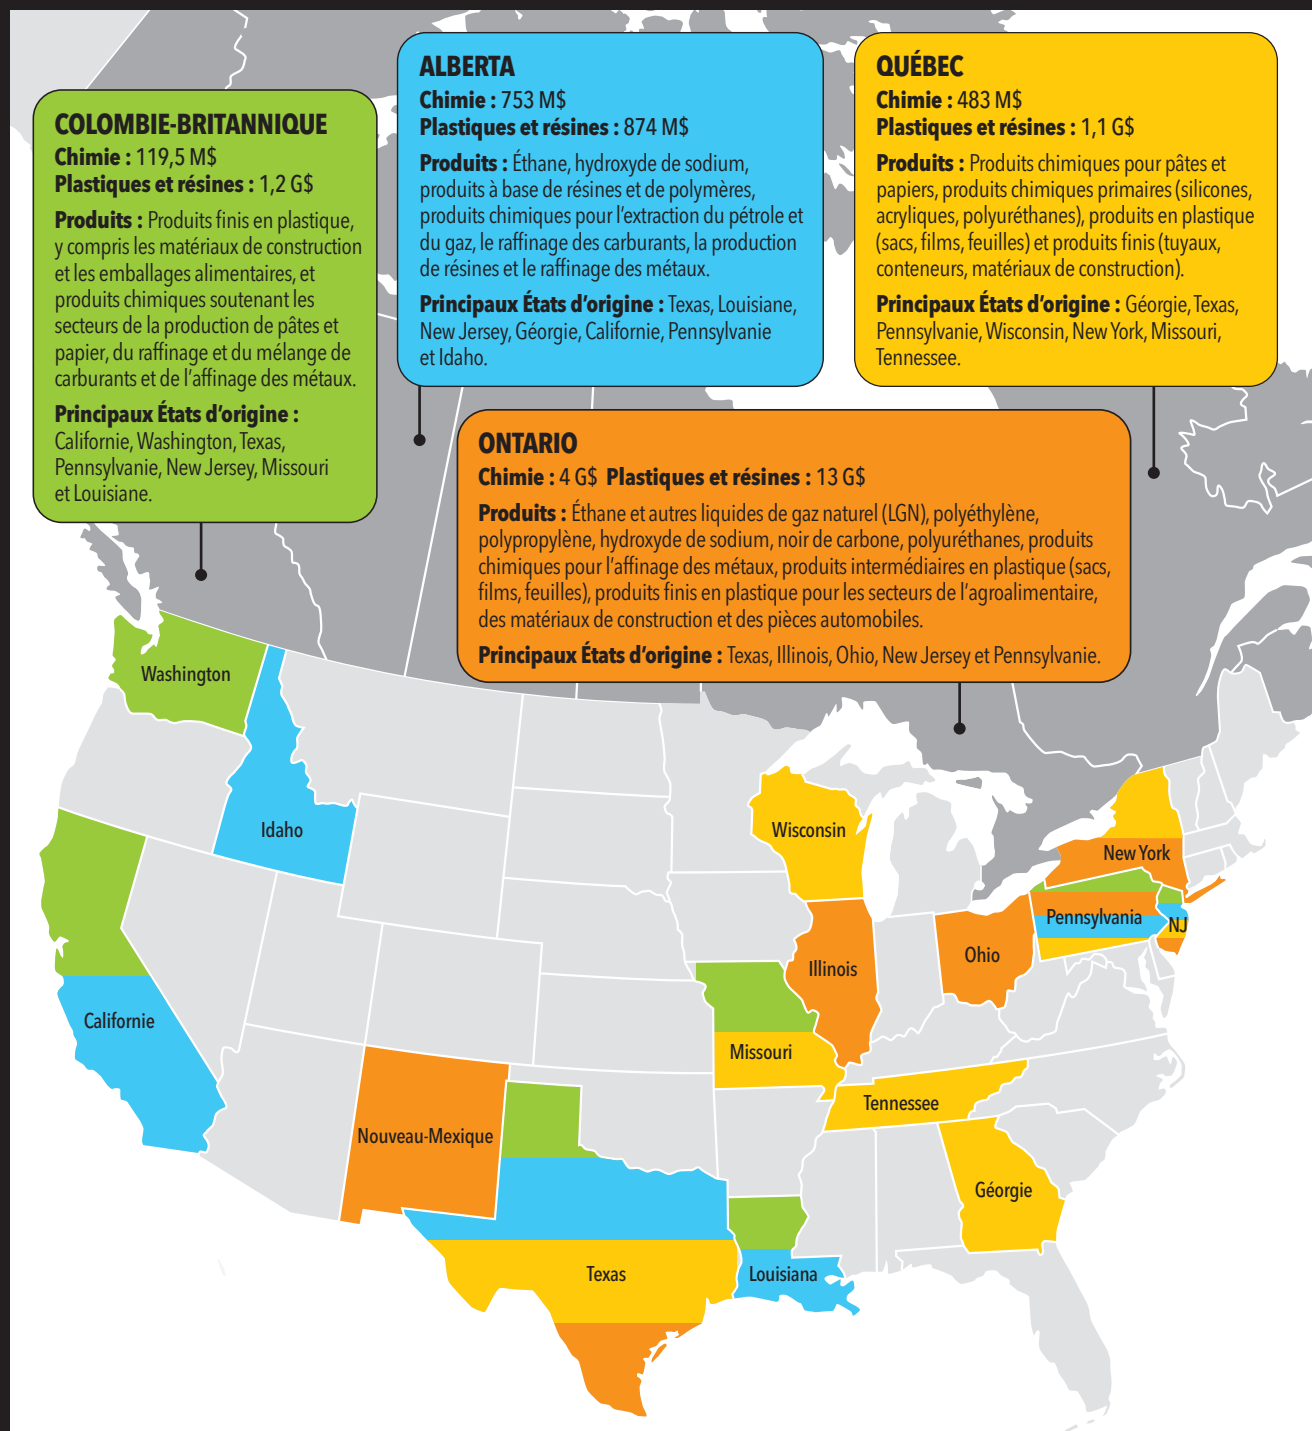 COLOMBIE-BRITANNIQUE
Chimie : 119,5 M$
Plastiques et résines : 1,2 G$
Produits : Produits finis en plastique,
y compris les matériaux de construction
et les emballages alimentaires, et
produits chimiques soutenant les
secteurs de la production de pâtes et
papier, du raffinage et du mélange de
carburants et de l'affinage des métaux.
Principaux États d'origine :
Californie, Washington, Texas,
Pennsylvanie, New Jersey, Missouri
et Louisiane.
ALBERTA
Chimie : 753 M$
Plastiques et résines : 874 M$
Produits : Éthane, hydroxyde de sodium,
produits à base de résines et de polymères,
produits chimiques pour l'extraction du pétrole et
du gaz, le raffinage des carburants, la production
de résines et le raffinage des métaux.
Principaux États d'origine : Texas, Louisiane,
New Jersey, Géorgie, Californie, Pennsylvanie
et Idaho.
QUÉBEC
Chimie : 483 M$
Plastiques et résines : 1,1 G$
Produits : Produits chimiques pour pâtes et
papiers, produits chimiques primaires (silicones,
acryliques, polyuréthanes), produits en plastique
(sacs, films, feuilles) et produits finis (tuyaux,
conteneurs, matériaux de construction).
Principaux États d'origine : Géorgie, Texas,
Pennsylvanie, Wisconsin, New York, Missouri,
Tennessee.
ONTARIO
Chimie : 4 G$ Plastiques et résines : 13 G$
Produits : Éthane et autres liquides de gaz naturel (LGN), polyéthylène,
polypropylène, hydroxyde de sodium, noir de carbone, polyuréthanes, produits
chimiques pour l'affinage des métaux, produits intermédiaires en plastique (sacs,
films, feuilles), produits finis en plastique pour les secteurs de l'agroalimentaire,
des matériaux de construction et des pièces automobiles.
Principaux États d'origine : Texas, Illinois, Ohio, New Jersey et Pennsylvanie.
Washington
Idaho
Wisconsin
New York
Pennsylvania
NJ
Ohio
Illinois
Californie
Missouri
Tennessee
Nouveau-Mexique
Géorgie
Texas
Louisiana